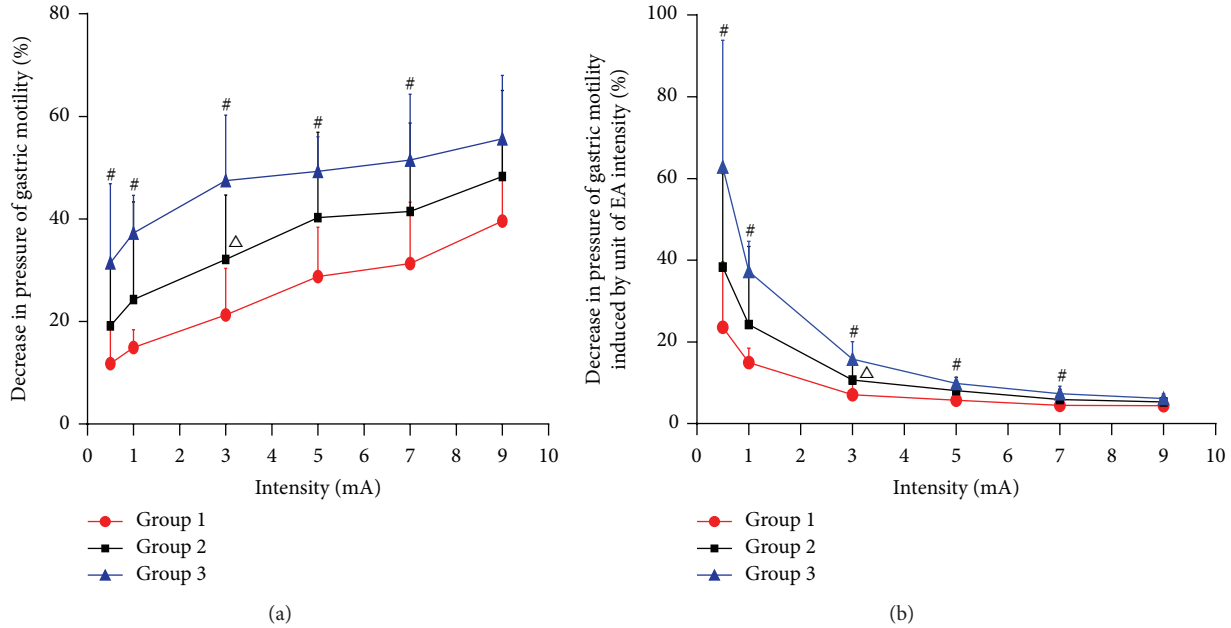 80
60
40
20
0
Decrease in pressure of gastric motility (%)
#
#
#
#
#
△
0 1 2 3 4 5 6 7 8 9 10
Intensity (mA)
Group 1
Group 2
Group 3
(a)
100
80
60
40
20
0
Decrease in pressure of gastric motility
induced by unit of EA intensity (%)
#
#
#
#
#
△
0 1 2 3 4 5 6 7 8 9 10
Intensity (mA)
Group 1
Group 2
Group 3
(b)